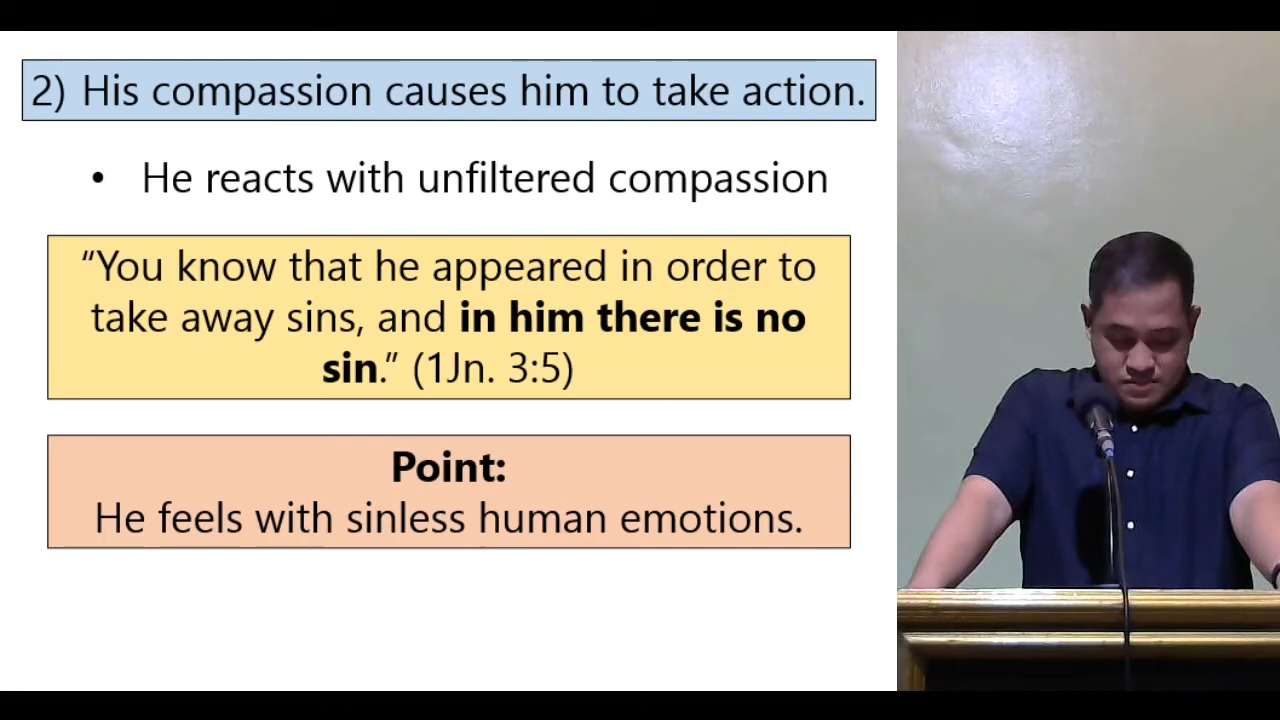 2) His compassion causes him to take action.
• He reacts with unfiltered compassion
“You know that he appeared in order to
take away sins, and in him there is no
sin.” (1Jn. 3:5)
Point:
He feels with sinless human emotions.